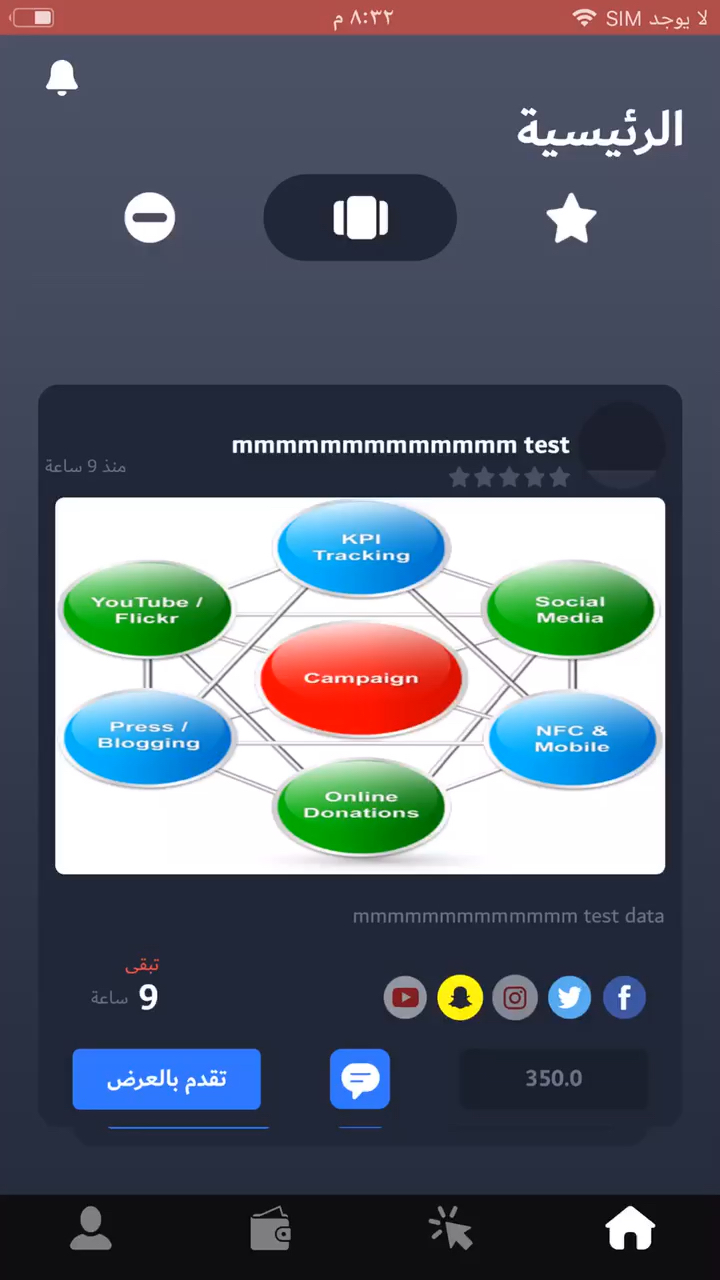 لا يوجد SIM
٨:٣٢ م
الرئيسية
mmmmmmmmmmmmm test
منذ 9 ساعة
KPI
Tracking
YouTube /
Flickr
Social
Media
Campaign
Press /
Blogging
NFC &
Mobile
Online
Donations
mmmmmmmmmmmmm test data
تبقى
9 ساعة
350.0
تقدم بالعرض